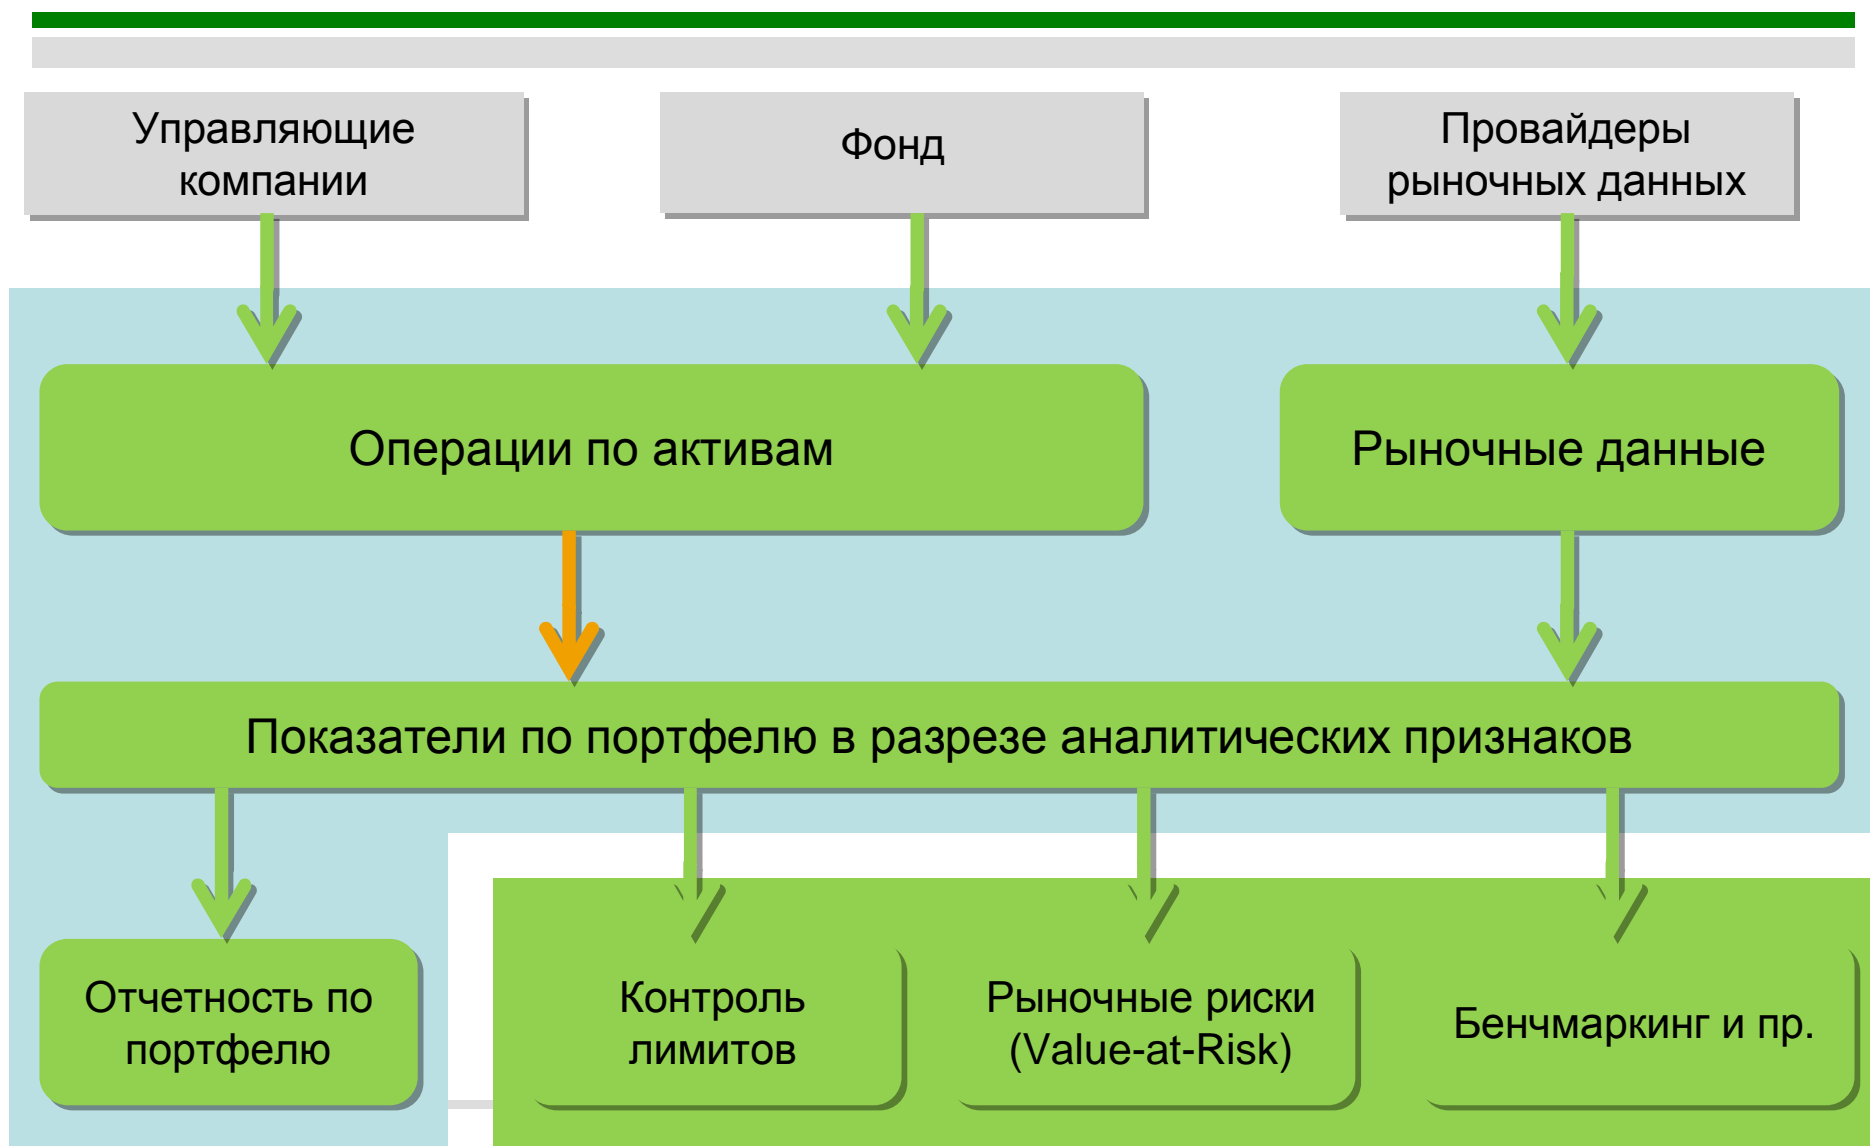 Управляющие
компании
Фонд
Провайдеры
рыночных данных
Операции по активам
Рыночные данные
Показатели по портфелю в разрезе аналитических признаков
Отчетность по
портфелю
Контроль
лимитов
Рыночные риски
(Value-at-Risk)
Бенчмаркинг и пр.